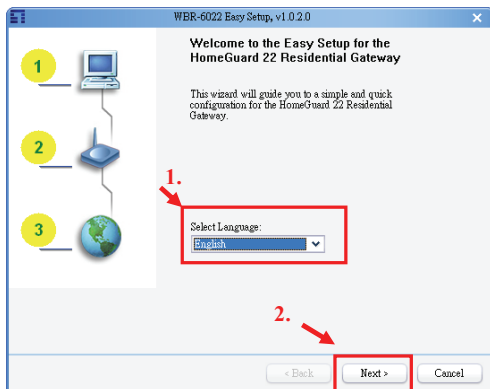 WBR-6022 Easy Setup, v1.0.2.0
Welcome to the Easy Setup for the
HomeGuard 22 Residential Gateway
1
This wizard will guide you to a simple and quick
configuration for the HomeGuard 22 Residential
Gateway.
2
1.
3
Select Language:
English
2.
< Back
Next >
Cancel